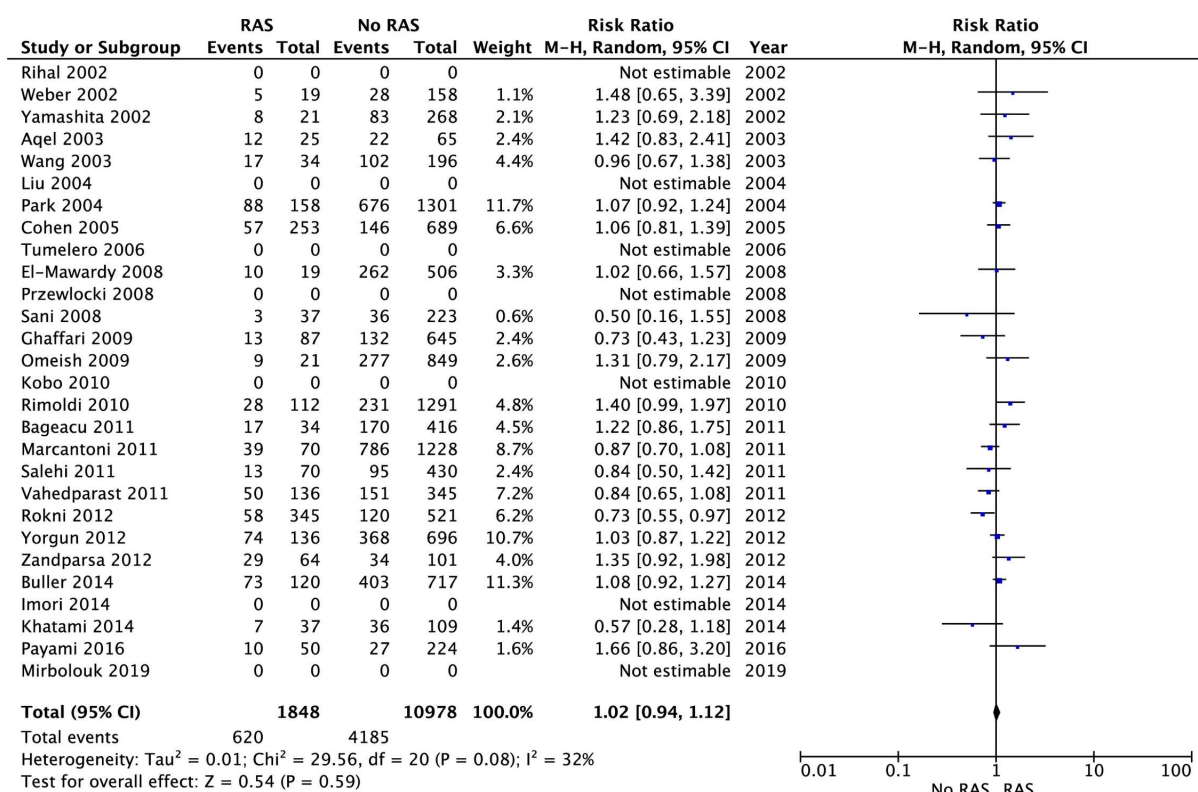 RAS No RAS Risk Ratio Risk Ratio
Study or Subgroup Events Total Events Total Weight M-H, Random, 95% CI Year M-H, Random, 95% CI
Rihal 2002 0 0 0 0 Not estimable 2002
Weber 2002 5 19 28 158 1.1% 1.48 [0.65, 3.39] 2002
Yamashita 2002 8 21 83 268 2.1% 1.23 [0.69, 2.18] 2002
Aqel 2003 12 25 22 65 2.4% 1.42 [0.83, 2.41] 2003
Wang 2003 17 34 102 196 4.4% 0.96 [0.67, 1.38] 2003
Liu 2004 0 0 0 0 Not estimable 2004
Park 2004 88 158 676 1301 11.7% 1.07 [0.92, 1.24] 2004
Cohen 2005 57 253 146 689 6.6% 1.06 [0.81, 1.39] 2005
Tumelero 2006 0 0 0 0 Not estimable 2006
El-Mawardy 2008 10 19 262 506 3.3% 1.02 [0.66, 1.57] 2008
Przewlocki 2008 0 0 0 0 Not estimable 2008
Sani 2008 3 37 36 223 0.6% 0.50 [0.16, 1.55] 2008
Ghaffari 2009 13 87 132 645 2.4% 0.73 [0.43, 1.23] 2009
Omeish 2009 9 21 277 849 2.6% 1.31 [0.79, 2.17] 2009
Kobo 2010 0 0 0 0 Not estimable 2010
Rimoldi 2010 28 112 231 1291 4.8% 1.40 [0.99, 1.97] 2010
Bageacu 2011 17 34 170 416 4.5% 1.22 [0.86, 1.75] 2011
Marcantoni 2011 39 70 786 1228 8.7% 0.87 [0.70, 1.08] 2011
Salehi 2011 13 70 95 430 2.4% 0.84 [0.50, 1.42] 2011
Vahedparast 2011 50 136 151 345 7.2% 0.84 [0.65, 1.08] 2011
Rokni 2012 58 345 120 521 6.2% 0.73 [0.55, 0.97] 2012
Yorgun 2012 74 136 368 696 10.7% 1.03 [0.87, 1.22] 2012
Zandparsa 2012 29 64 34 101 4.0% 1.35 [0.92, 1.98] 2012
Buller 2014 73 120 403 717 11.3% 1.08 [0.92, 1.27] 2014
Imori 2014 0 0 0 0 Not estimable 2014
Khatami 2014 7 37 36 109 1.4% 0.57 [0.28, 1.18] 2014
Payami 2016 10 50 27 224 1.6% 1.66 [0.86, 3.20] 2016
Mirbolouk 2019 0 0 0 0 Not estimable 2019
Total (95% CI) 1848 10978 100.0% 1.02 [0.94, 1.12]
Total events 620 4185
Heterogeneity: Tau² = 0.01; Chi² = 29.56, df = 20 (P = 0.08); I² = 32%
Test for overall effect: Z = 0.54 (P = 0.59)
0.01 0.1 1 10 100
No RAS RAS